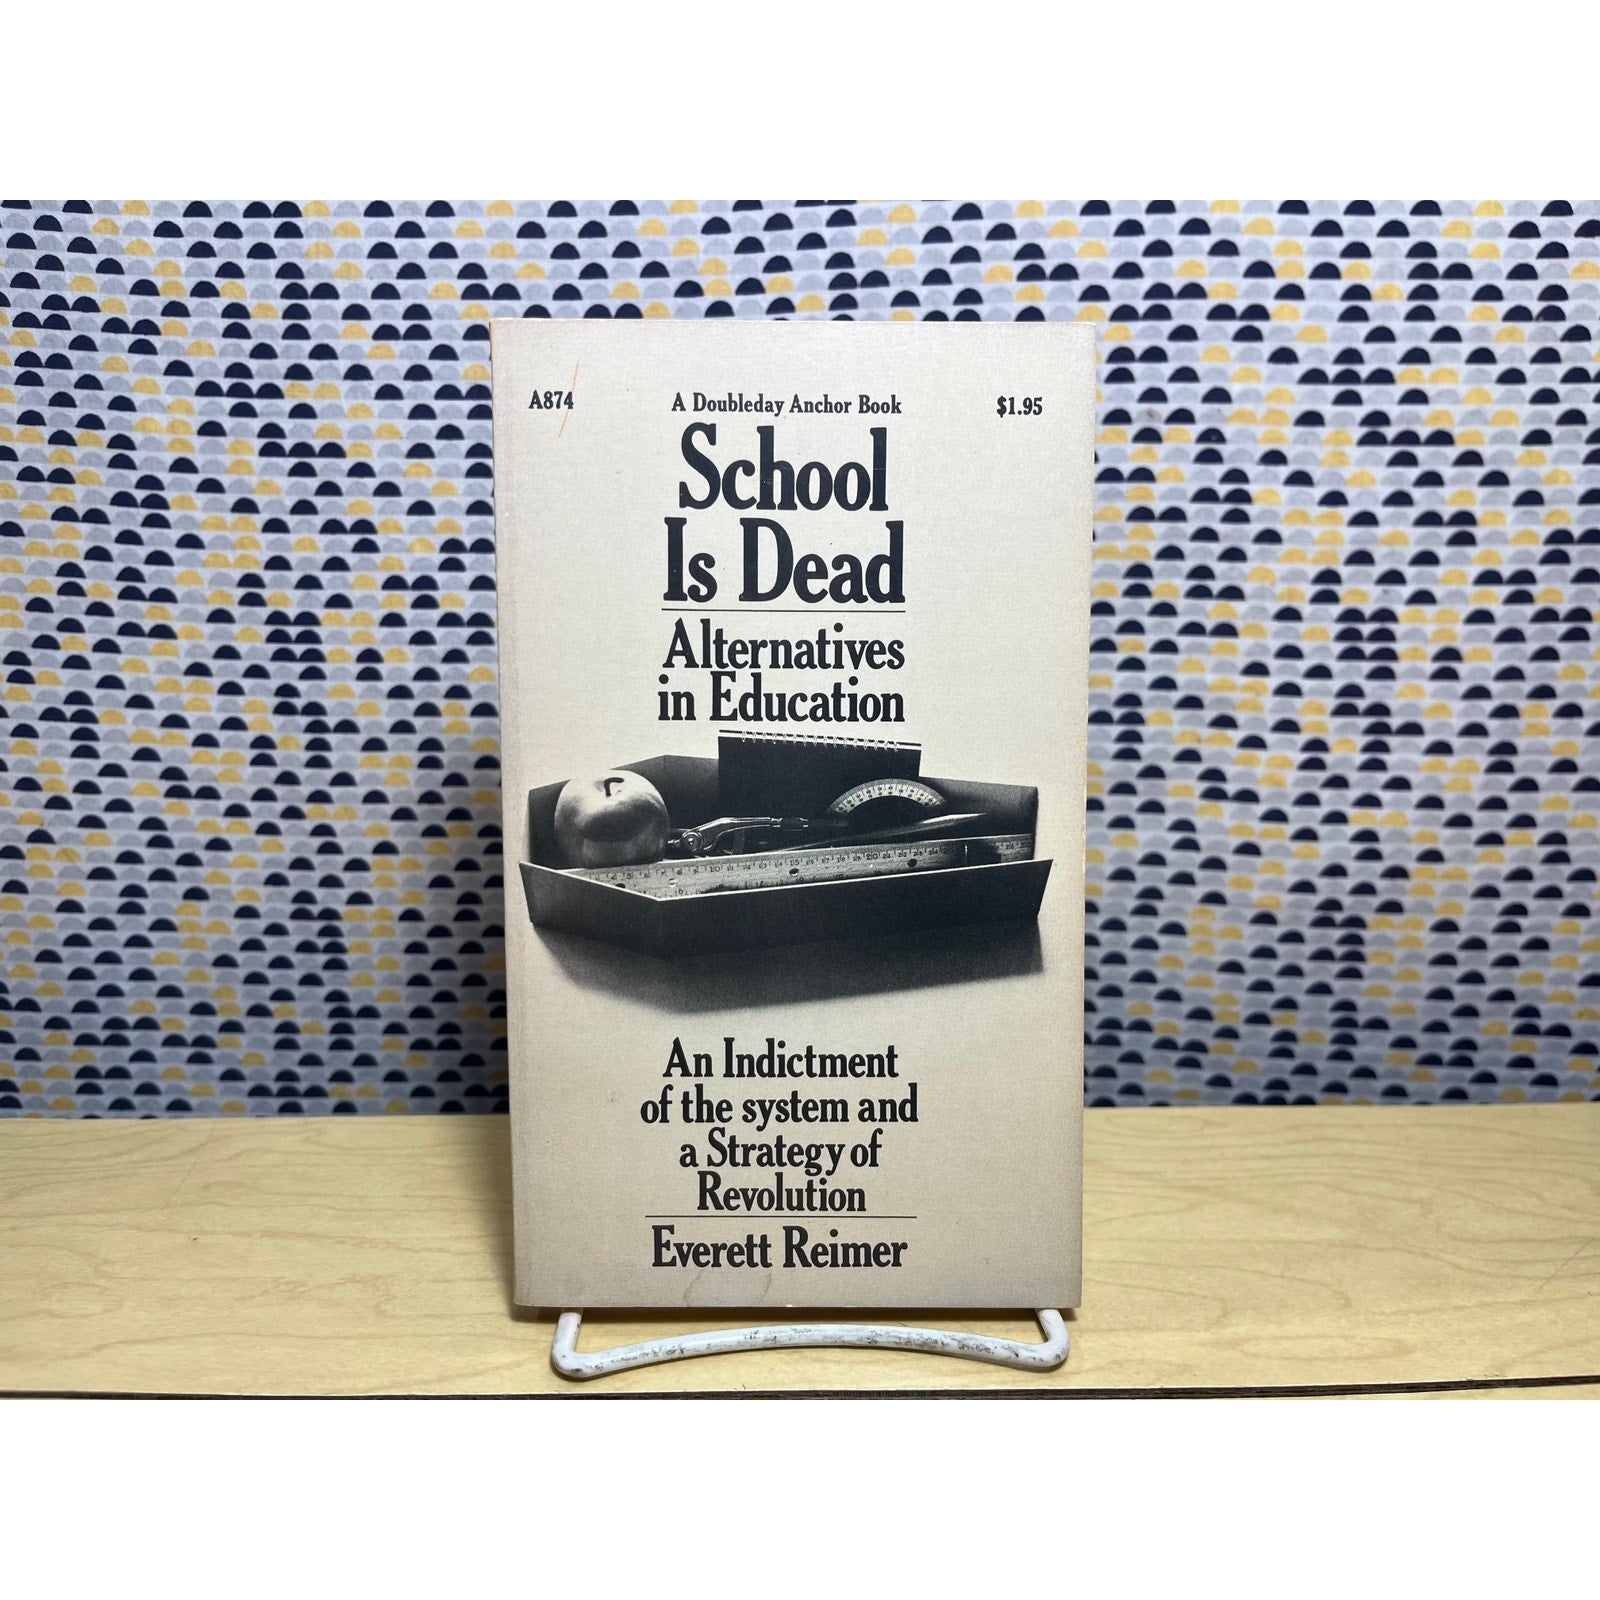 A874 A Doubleday Anchor Book $1.95
School
Is Dead
Alternatives
in Education
An Indictment
of the system and
a Strategy of
Revolution
Everett Reimer